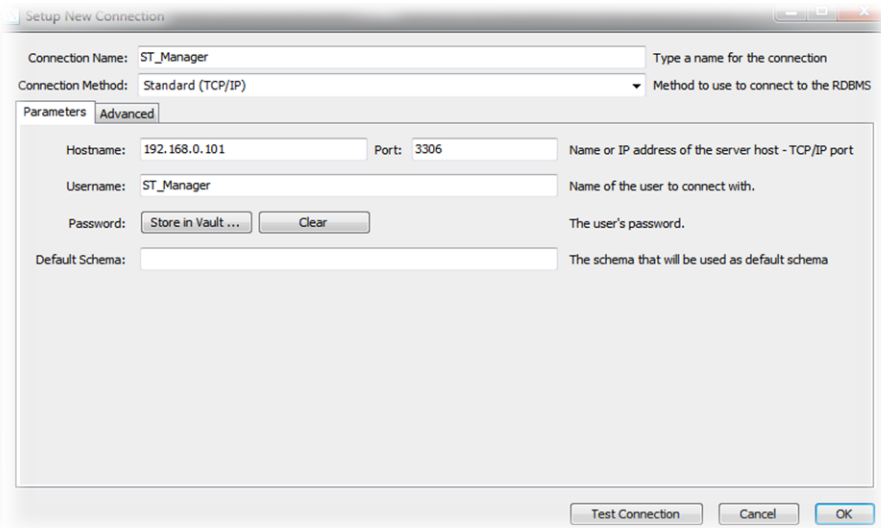 Setup New Connection
Connection Name: ST_Manager Type a name for the connection
Connection Method: Standard (TCP/IP) Method to use to connect to the RDBMS
Parameters Advanced
Hostname: 192.168.0.101 Port: 3306 Name or IP address of the server host - TCP/IP port
Username: ST_Manager Name of the user to connect with.
Password: Store in Vault ... Clear The user's password.
Default Schema: The schema that will be used as default schema
Test Connection Cancel OK